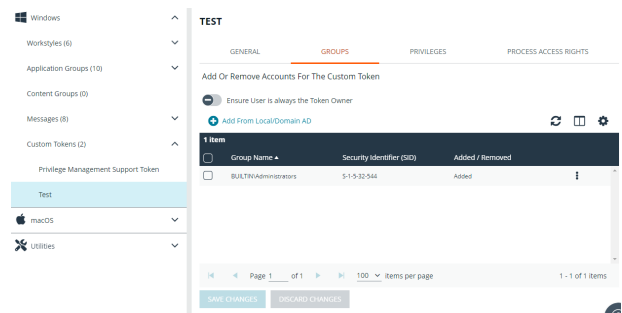 Windows
Workstyles (6)
Application Groups (10)
Content Groups (0)
Messages (8)
Custom Tokens (2)
Privilege Management Support Token
Test
macOS
Utilities
TEST
GENERAL GROUPS PRIVILEGES PROCESS ACCESS RIGHTS
Add Or Remove Accounts For The Custom Token
Ensure User is always the Token Owner
Add From Local/Domain AD
1 item
Group Name Security Identifier (SID) Added / Removed
BUILTIN\Administrators S-1-5-32-544 Added
Page 1 of 1 100 items per page 1 - 1 of 1 items
SAVE CHANGES DISCARD CHANGES